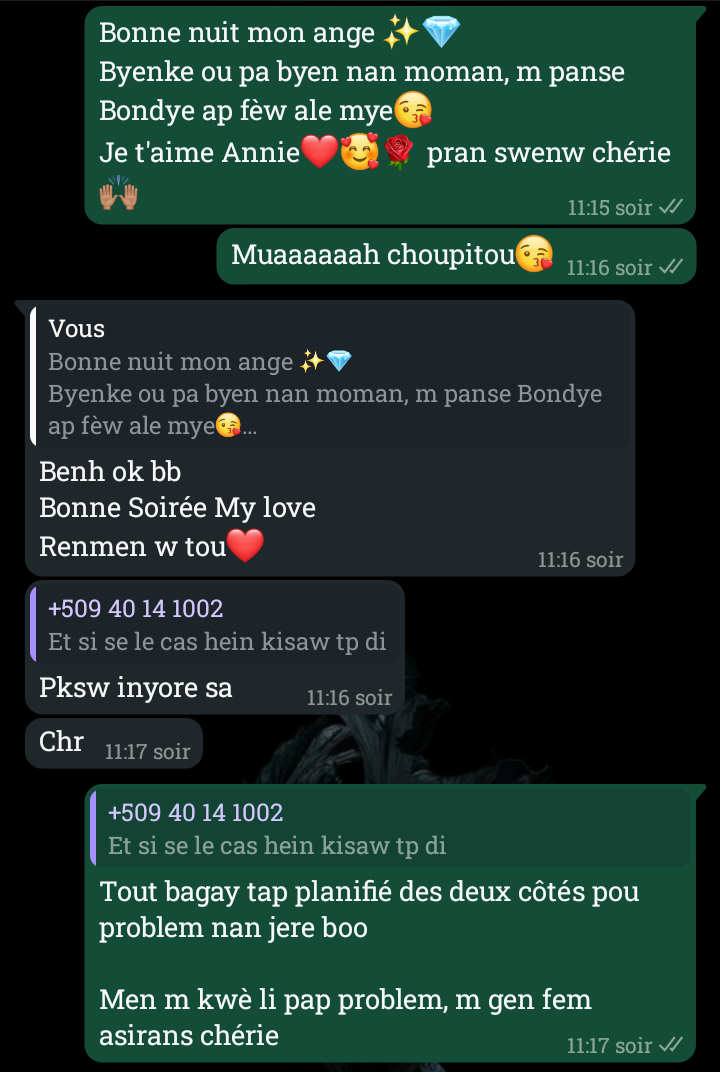 Bonne nuit mon ange ✨💎
Byenke ou pa byen nan moman, m panse
Bondye ap fèw ale mye😘
Je t'aime Annie❤️🥰🌹 pran swenw chérie
🙌🏽
11:15 soir
Muaaaaaah choupitou😘
11:16 soir
Vous
Bonne nuit mon ange ✨💎
Byenke ou pa byen nan moman, m panse Bondye
ap fèw ale mye😘...
Benh ok bb
Bonne Soirée My love
Renmen w tou❤️
11:16 soir
+509 40 14 1002
Et si se le cas hein kisaw tp di
Pksw inyore sa
11:16 soir
Chr
11:17 soir
+509 40 14 1002
Et si se le cas hein kisaw tp di
Tout bagay tap planifié des deux côtés pou
problem nan jere boo
Men m kwè li pap problem, m gen fem
asirans chérie
11:17 soir